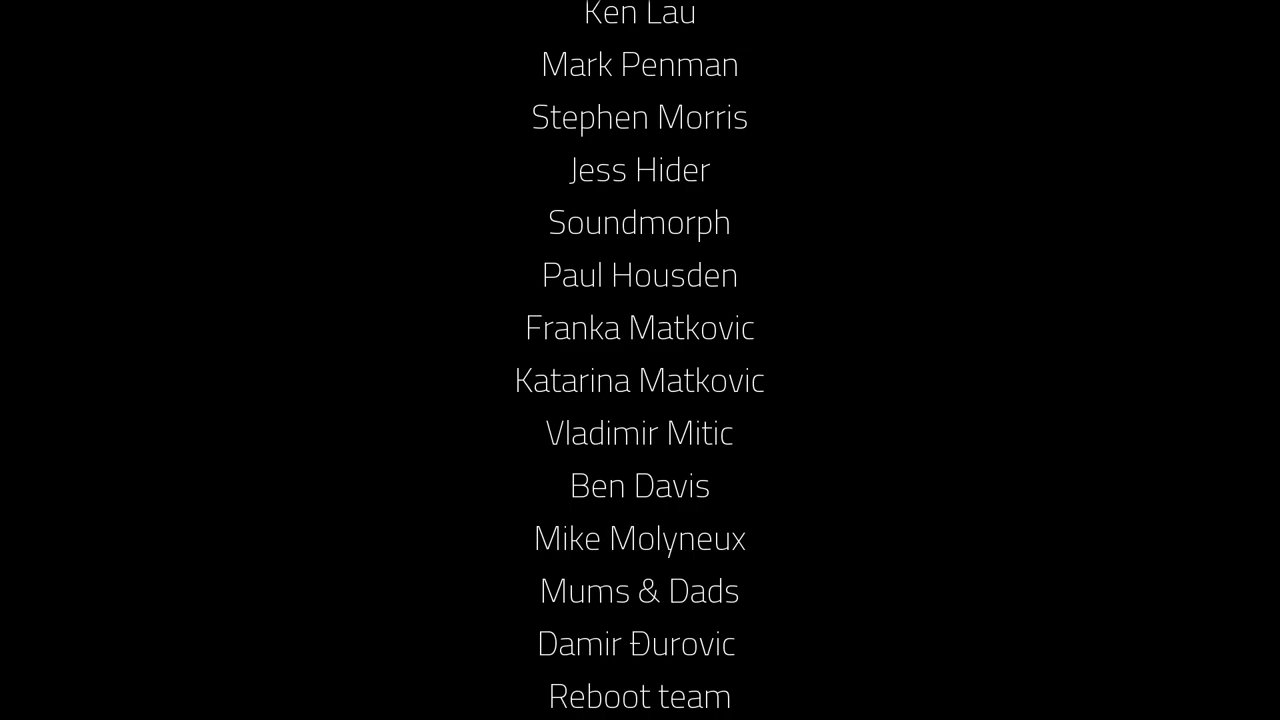 Ken Lau
Mark Penman
Stephen Morris
Jess Hider
Soundmorph
Paul Housden
Franka Matkovic
Katarina Matkovic
Vladimir Mitic
Ben Davis
Mike Molyneux
Mums & Dads
Damir Đurovic
Reboot team